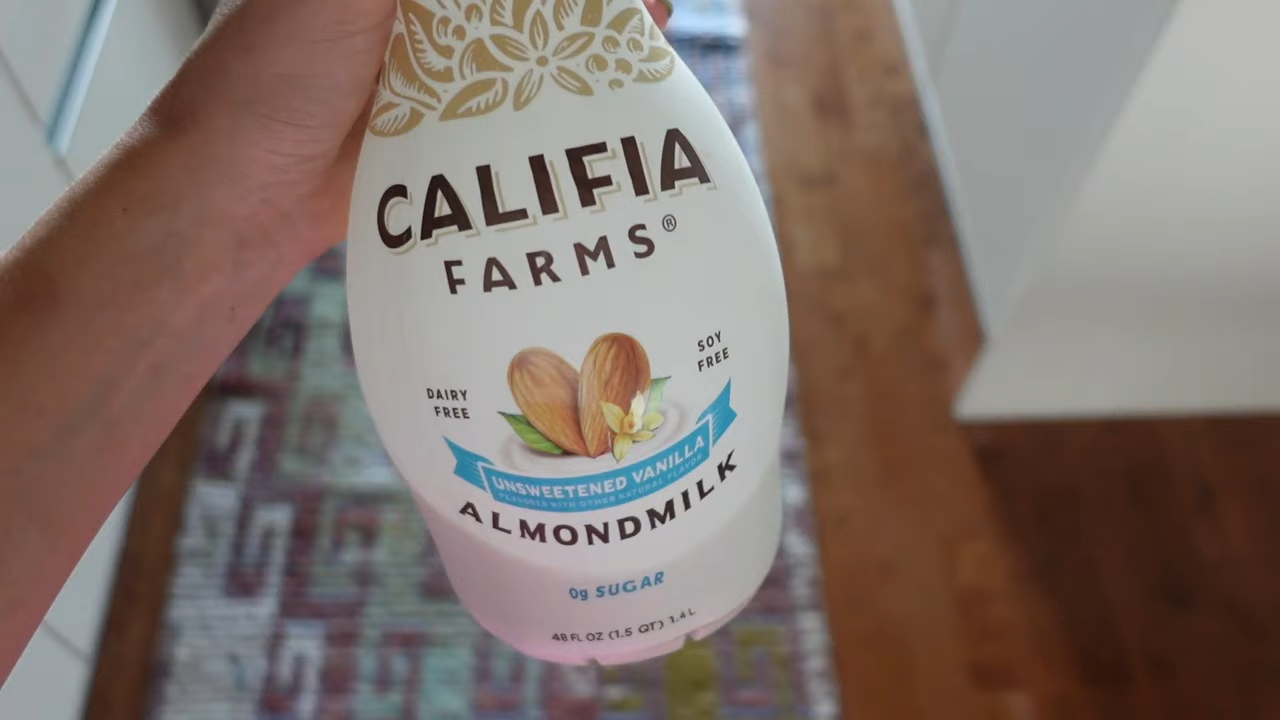 CALIFIA
FARMS®
SOY
FREE
DAIRY
FREE
UNSWEETENED VANILLA
FLAVORED WITH OTHER NATURAL FLAVOR
ALMONDMILK
0g SUGAR
48 FL OZ (1.5 QT) 1.4 L